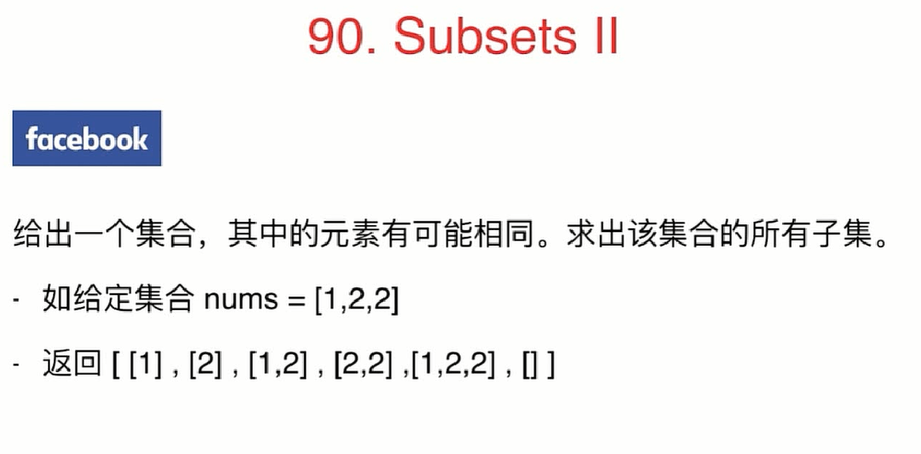 90. Subsets II
facebook
给出一个集合，其中的元素有可能相同。求出该集合的所有子集。
- 如给定集合 nums = [1,2,2]
- 返回 [ [1] , [2] , [1,2] , [2,2] ,[1,2,2] , [] ]